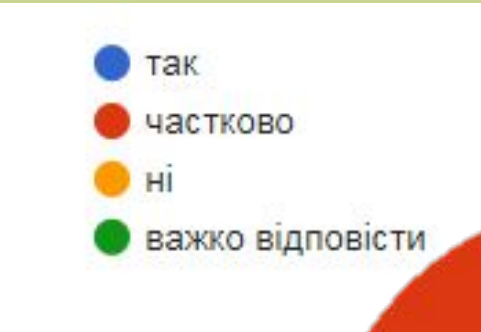 так
частково
ні
важко відповісти